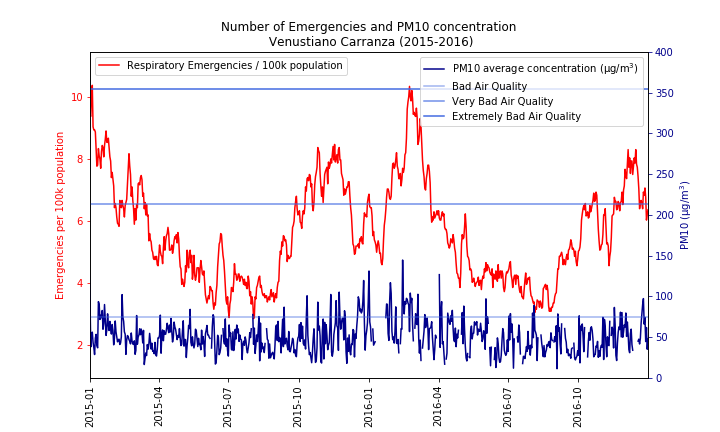 Number of Emergencies and PM10 concentration
Venustiano Carranza (2015-2016)
Respiratory Emergencies / 100k population
PM10 average concentration (µg/m³)
Bad Air Quality
Very Bad Air Quality
Extremely Bad Air Quality
Emergencies per 100k population
10
8
6
4
2
PM10 (µg/m³)
400
350
300
250
200
150
100
50
0
2015-01
2015-04
2015-07
2015-10
2016-01
2016-04
2016-07
2016-10